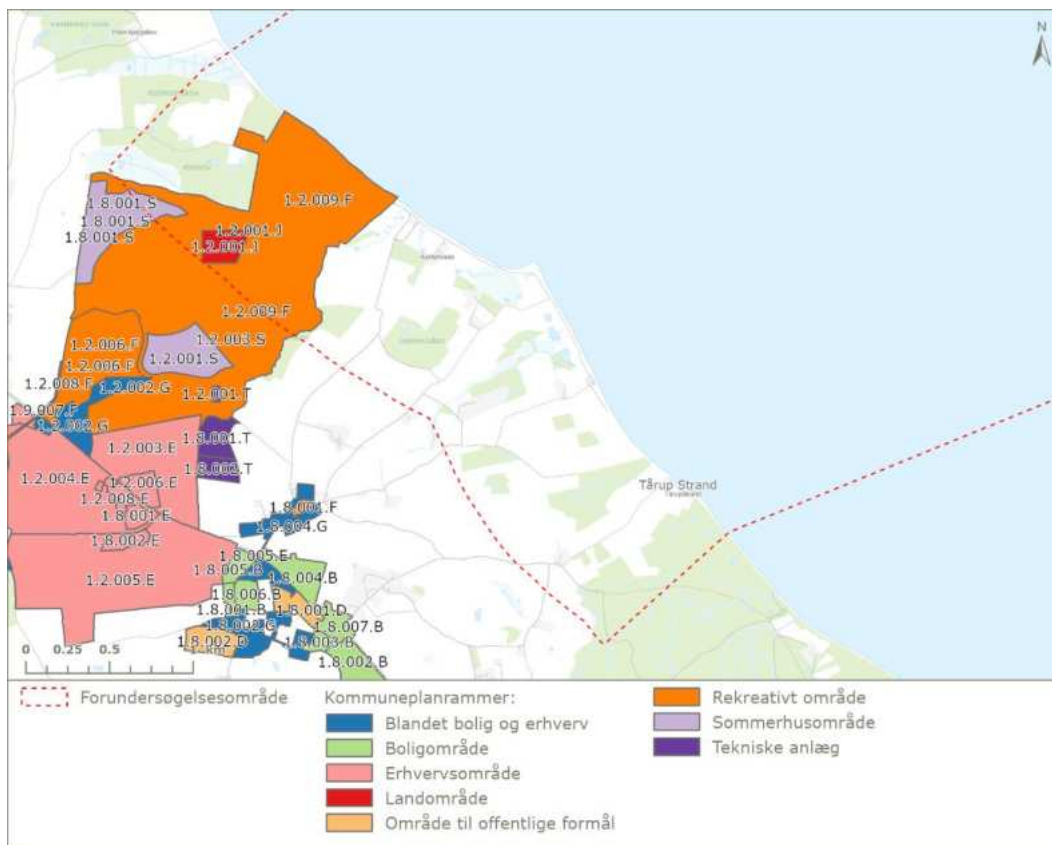 N
1.2.009.F
1.8.001.S
1.8.001.S
1.8.001.S
1.2.001.J
1.2.001.J
1.2.009.F
1.2.003.S
1.2.006.F
1.2.001.S
1.2.006.F
1.2.008.F
1.2.002.G
1.2.001.T
1.9.007.F
1.2.002.G
1.8.001.T
1.2.003.E
1.8.002.T
1.2.004.E
1.2.006.E
1.2.008.E
Tårup Strand
1.8.001.F
1.8.001.E
1.8.004.G
1.8.002.E
1.8.005.E
1.8.005.B
1.8.004.B
1.2.005.E
1.8.006.B
1.8.001.B
1.8.001.D
1.8.002.G
1.8.007.B
1.8.002.D
1.8.003.B
1.8.002.B
0 0.25 0.5 1 km
Forundersøgelsesområde
Kommuneplanrammer:
Blandet bolig og erhverv
Boligområde
Erhvervsområde
Landområde
Område til offentlige formål
Rekreativt område
Sommerhusområde
Tekniske anlæg